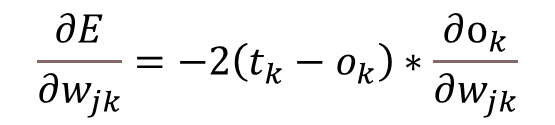 ∂E/∂w_jk = −2(t_k − o_k) * ∂o_k/∂w_jk